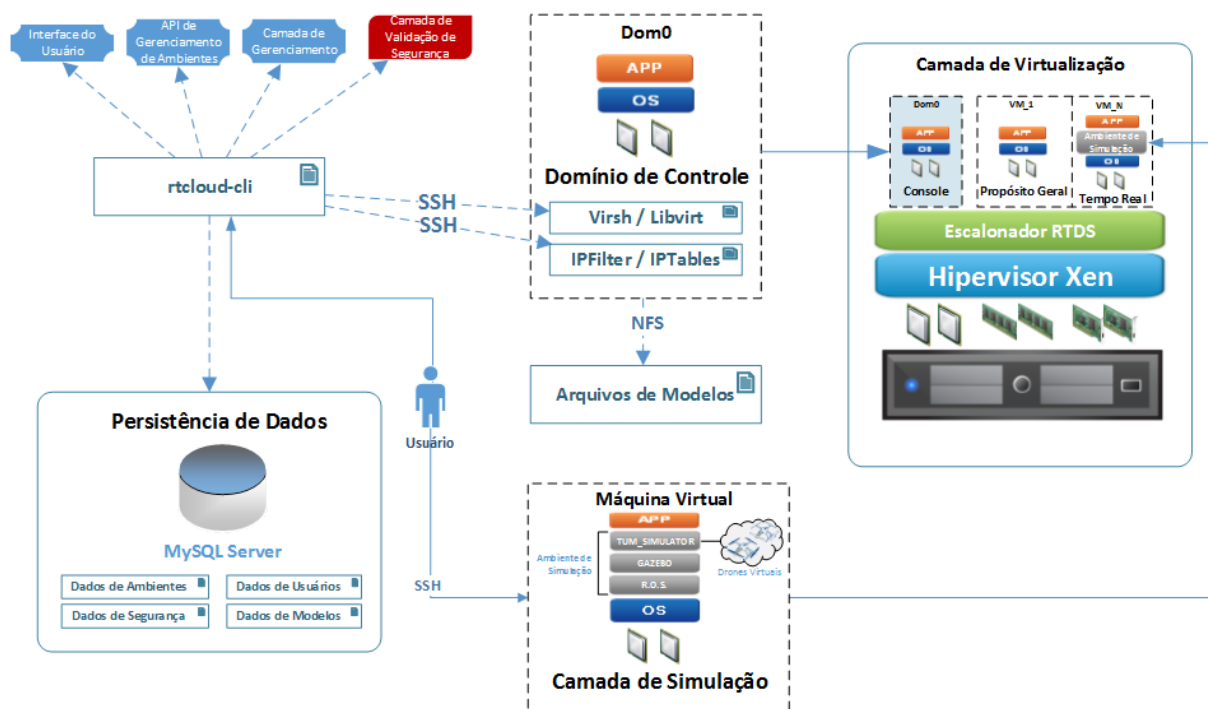 Interface do
Usuário
API de
Gerenciamento
de Ambientes
Camada de
Gerenciamento
Camada de
Validação de
Segurança
rtcloud-cli
SSH
SSH
Dom0
APP
OS
Domínio de Controle
Virsh / Libvirt
IPFilter / IPTables
NFS
Arquivos de Modelos
Camada de Virtualização
Dom0
APP
OS
Console
VM_1
APP
OS
Propósito Geral
VM_N
APP
Ambiente de
Simulação
OS
Tempo Real
Escalonador RTDS
Hipervisor Xen
Persistência de Dados
MySQL Server
Dados de Ambientes
Dados de Usuários
Dados de Segurança
Dados de Modelos
Usuário
SSH
Máquina Virtual
APP
Ambiente de
Simulação
TUM_SIMULATOR
GAZEBO
R.O.S.
OS
Drones Virtuais
Camada de Simulação